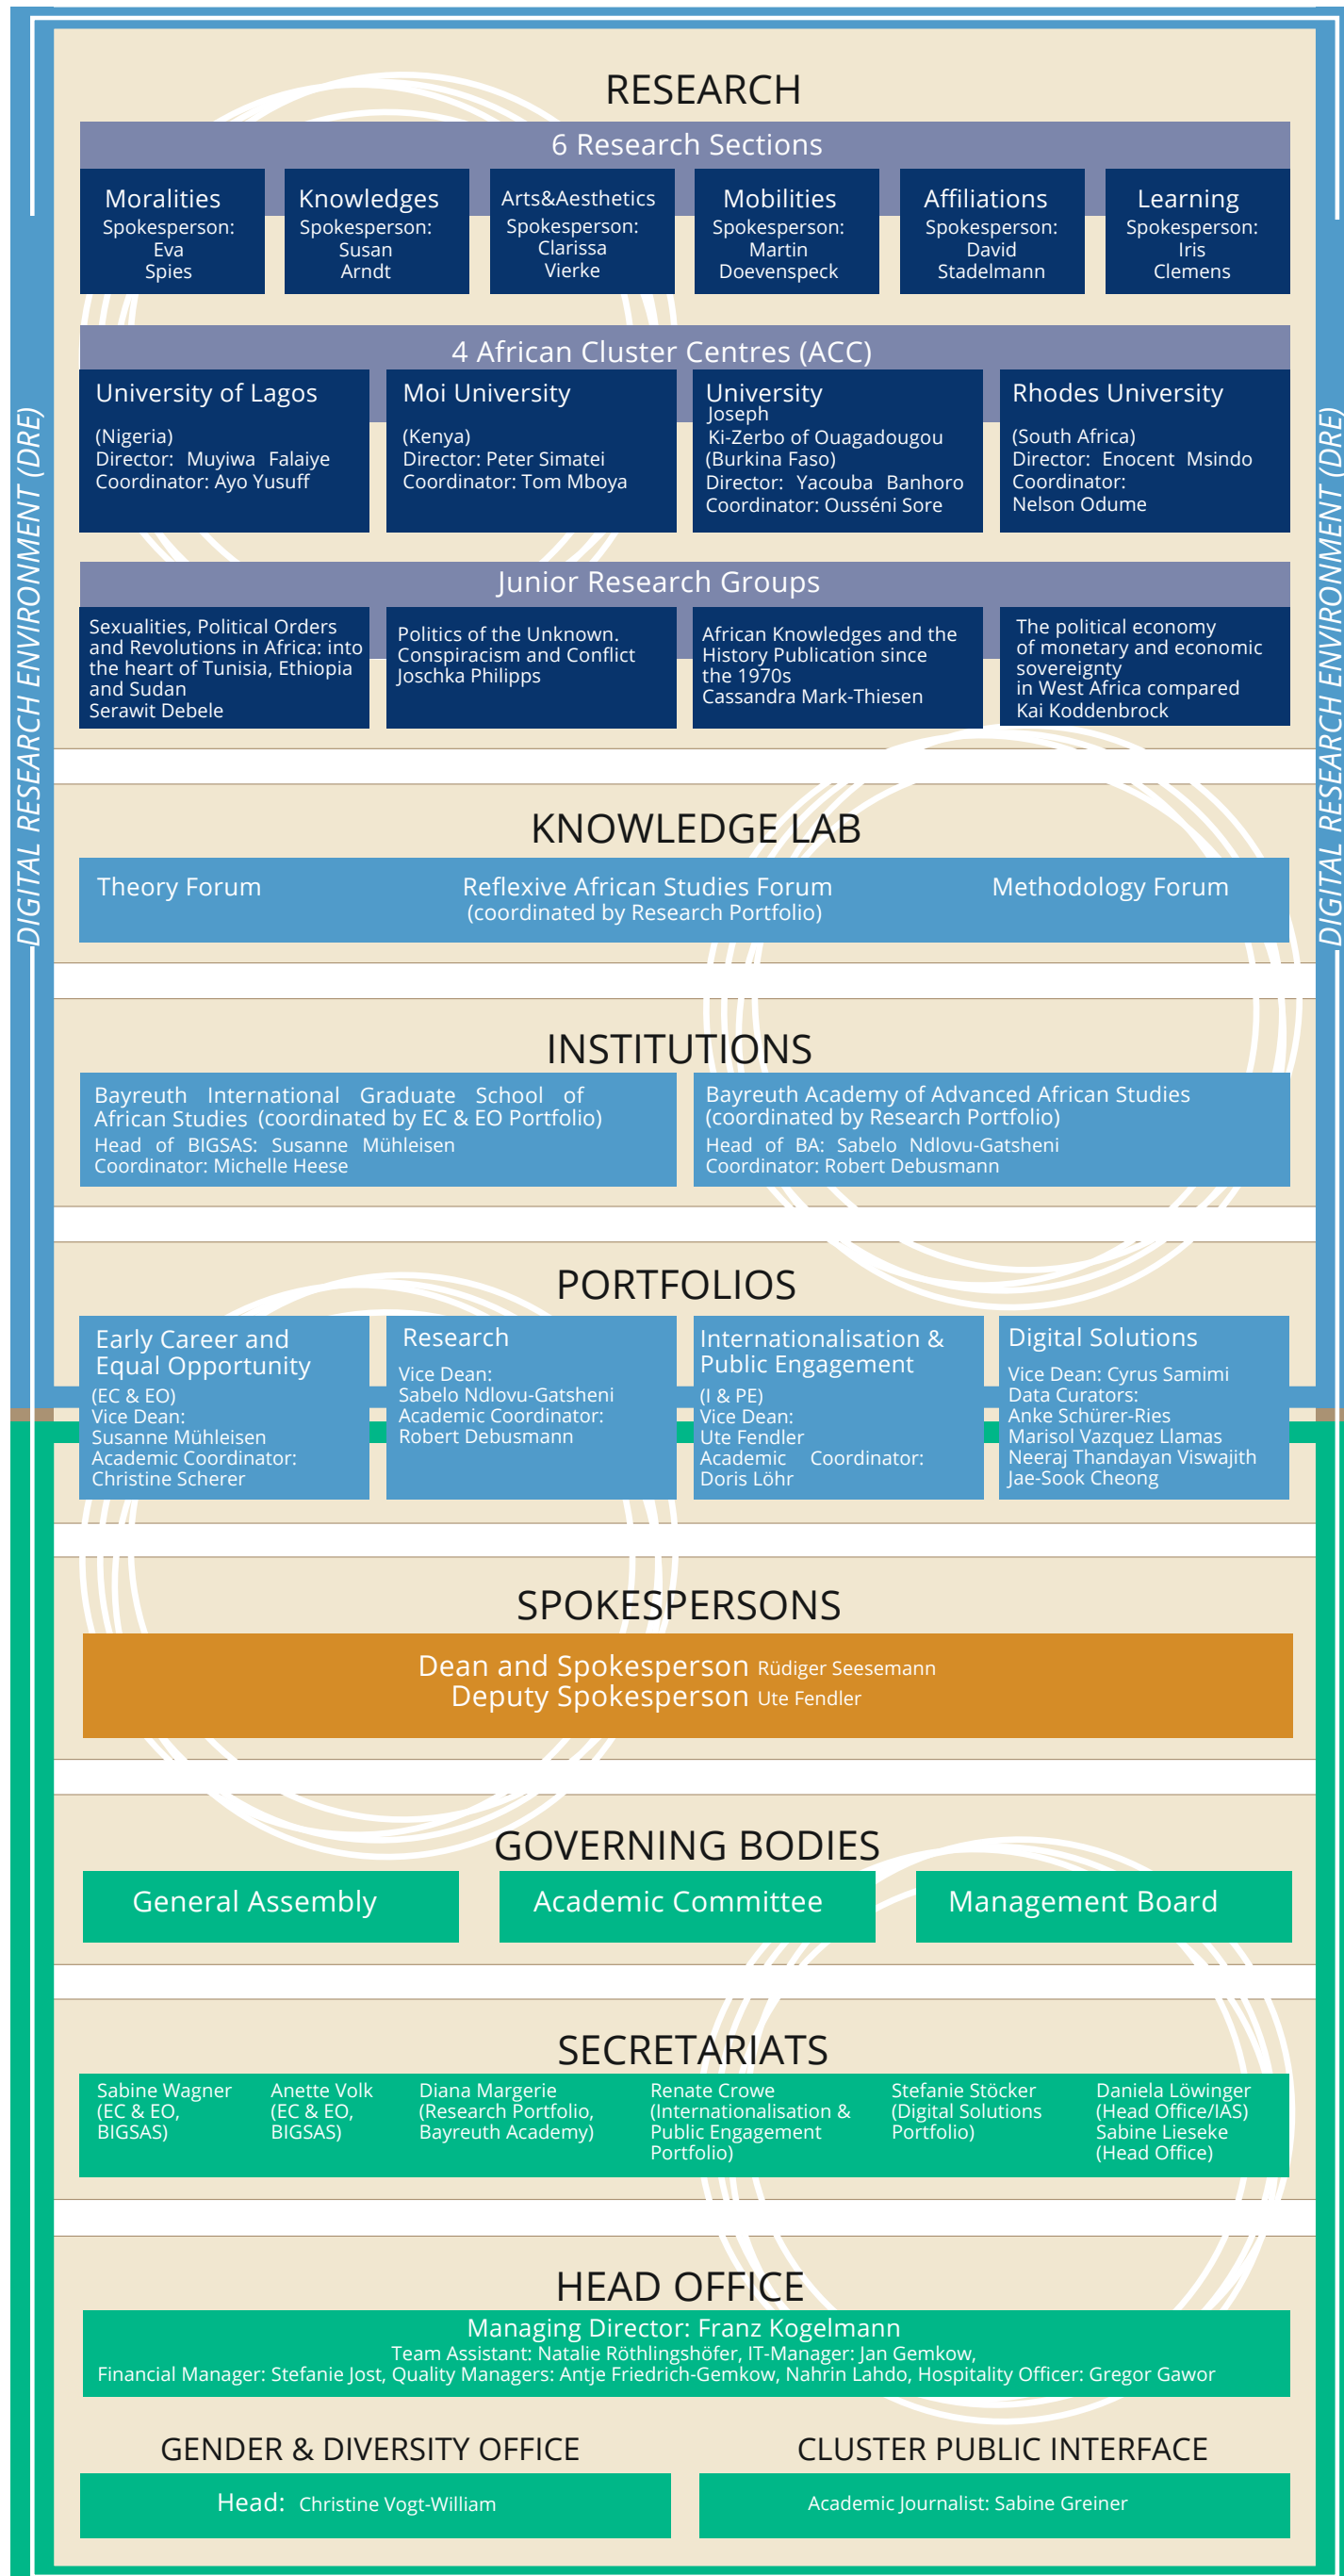 RESEARCH
6 Research Sections
Moralities
Spokesperson:
Eva
Spies
Knowledges
Spokesperson:
Susan
Arndt
Arts&Aesthetics
Spokesperson:
Clarissa
Vierke
Mobilities
Spokesperson:
Martin
Doevenspeck
Affiliations
Spokesperson:
David
Stadelmann
Learning
Spokesperson:
Iris
Clemens
4 African Cluster Centres (ACC)
University of Lagos
(Nigeria)
Director: Muyiwa Falaiye
Coordinator: Ayo Yusuff
Moi University
(Kenya)
Director: Peter Simatei
Coordinator: Tom Mboya
University
Joseph
Ki-Zerbo of Ouagadougou
(Burkina Faso)
Director: Yacouba Banhoro
Coordinator: Ousséni Sore
Rhodes University
(South Africa)
Director: Enocent Msindo
Coordinator:
Nelson Odume
Junior Research Groups
Sexualities, Political Orders
and Revolutions in Africa: into
the heart of Tunisia, Ethiopia
and Sudan
Serawit Debele
Politics of the Unknown.
Conspiracism and Conflict
Joschka Philipps
African Knowledges and the
History Publication since
the 1970s
Cassandra Mark-Thiesen
The political economy
of monetary and economic
sovereignty
in West Africa compared
Kai Koddenbrock
DIGITAL RESEARCH ENVIRONMENT (DRE)
DIGITAL RESEARCH ENVIRONMENT (DRE)
KNOWLEDGE LAB
Theory Forum
Reflexive African Studies Forum
(coordinated by Research Portfolio)
Methodology Forum
INSTITUTIONS
Bayreuth International Graduate School of
African Studies (coordinated by EC & EO Portfolio)
Head of BIGSAS: Susanne Mühleisen
Coordinator: Michelle Heese
Bayreuth Academy of Advanced African Studies
(coordinated by Research Portfolio)
Head of BA: Sabelo Ndlovu-Gatsheni
Coordinator: Robert Debusmann
PORTFOLIOS
Early Career and
Equal Opportunity
(EC & EO)
Vice Dean:
Susanne Mühleisen
Academic Coordinator:
Christine Scherer
Research
Vice Dean:
Sabelo Ndlovu-Gatsheni
Academic Coordinator:
Robert Debusmann
Internationalisation &
Public Engagement
(I & PE)
Vice Dean:
Ute Fendler
Academic Coordinator:
Doris Löhr
Digital Solutions
Vice Dean: Cyrus Samimi
Data Curators:
Anke Schürer-Ries
Marisol Vazquez Llamas
Neeraj Thandayan Viswajith
Jae-Sook Cheong
SPOKESPERSONS
Dean and Spokesperson Rüdiger Seesemann
Deputy Spokesperson Ute Fendler
GOVERNING BODIES
General Assembly
Academic Committee
Management Board
SECRETARIATS
Sabine Wagner
(EC & EO,
BIGSAS)
Anette Volk
(EC & EO,
BIGSAS)
Diana Margerie
(Research Portfolio,
Bayreuth Academy)
Renate Crowe
(Internationalisation &
Public Engagement
Portfolio)
Stefanie Stöcker
(Digital Solutions
Portfolio)
Daniela Löwinger
(Head Office/IAS)
Sabine Lieseke
(Head Office)
HEAD OFFICE
Managing Director: Franz Kogelmann
Team Assistant: Natalie Röthlingshöfer, IT-Manager: Jan Gemkow,
Financial Manager: Stefanie Jost, Quality Managers: Antje Friedrich-Gemkow, Nahrin Lahdo, Hospitality Officer: Gregor Gawor
GENDER & DIVERSITY OFFICE
Head: Christine Vogt-William
CLUSTER PUBLIC INTERFACE
Academic Journalist: Sabine Greiner